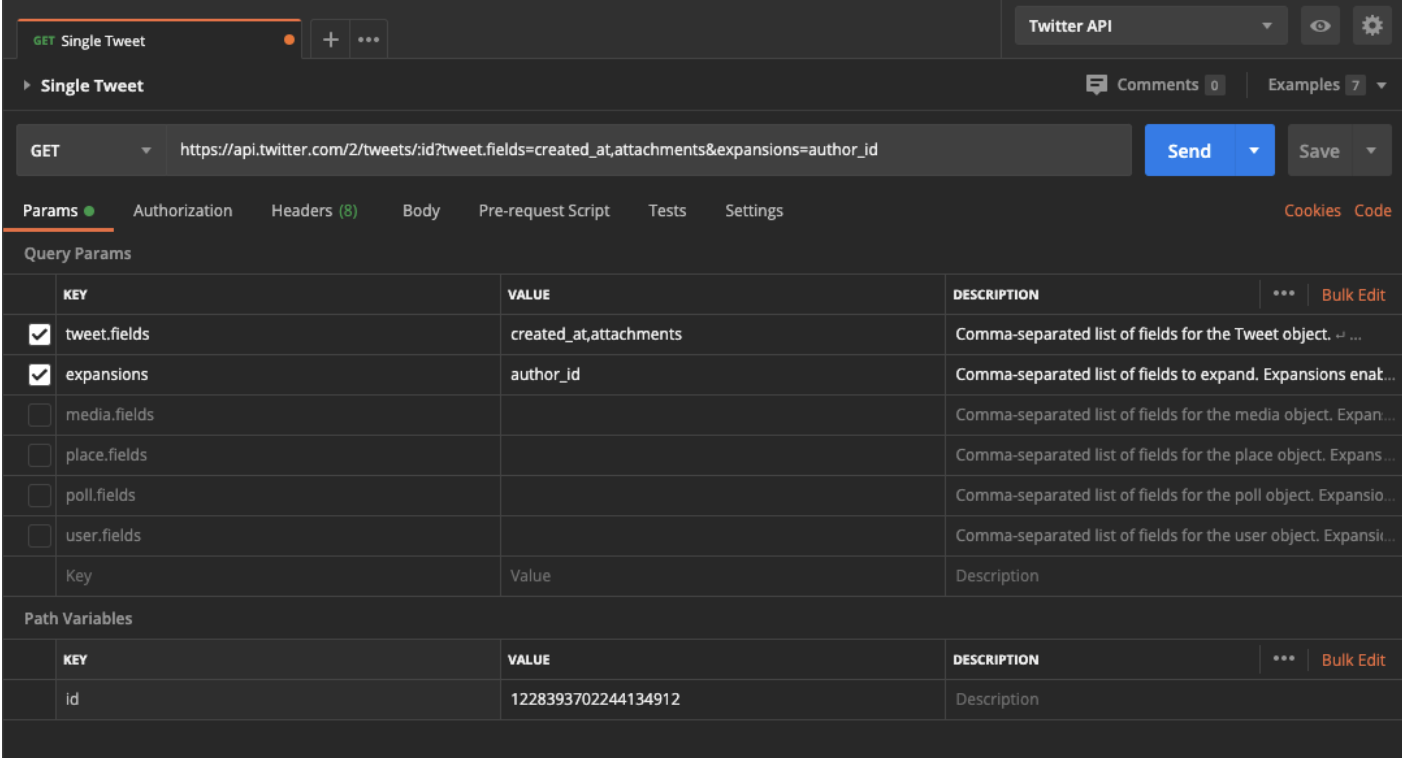 GET Single Tweet + ••• Twitter API
Single Tweet Comments 0 Examples 7
GET https://api.twitter.com/2/tweets/:id?tweet.fields=created_at,attachments&expansions=author_id Send Save
Params Authorization Headers (8) Body Pre-request Script Tests Settings Cookies Code
Query Params
KEY VALUE DESCRIPTION ••• Bulk Edit
tweet.fields created_at,attachments Comma-separated list of fields for the Tweet object. ↵ ...
expansions author_id Comma-separated list of fields to expand. Expansions enab...
media.fields Comma-separated list of fields for the media object. Expan...
place.fields Comma-separated list of fields for the place object. Expans...
poll.fields Comma-separated list of fields for the poll object. Expansio...
user.fields Comma-separated list of fields for the user object. Expansi...
Key Value Description
Path Variables
KEY VALUE DESCRIPTION ••• Bulk Edit
id 1228393702244134912 Description